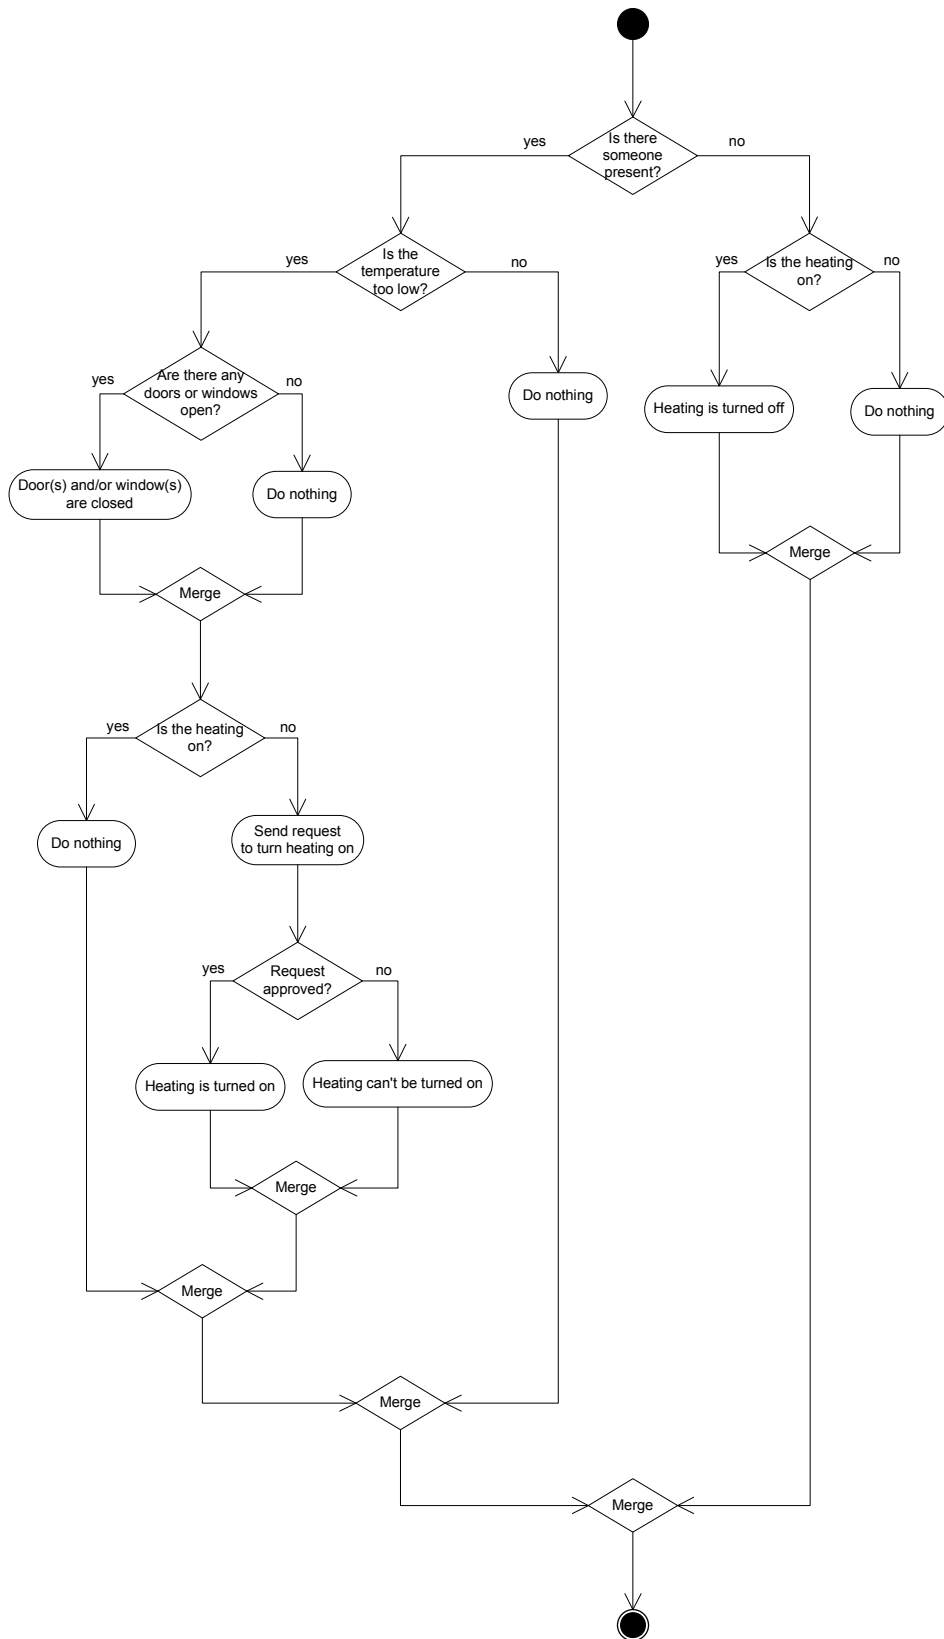 Is there
someone
present?
yes
no
Is the
temperature
too low?
yes
no
Is the heating
on?
yes
no
Are there any
doors or windows
open?
yes
no
Do nothing
Heating is turned off
Do nothing
Door(s) and/or window(s)
are closed
Do nothing
Merge
Merge
Is the heating
on?
yes
no
Do nothing
Send request
to turn heating on
Request
approved?
yes
no
Heating is turned on
Heating can't be turned on
Merge
Merge
Merge
Merge